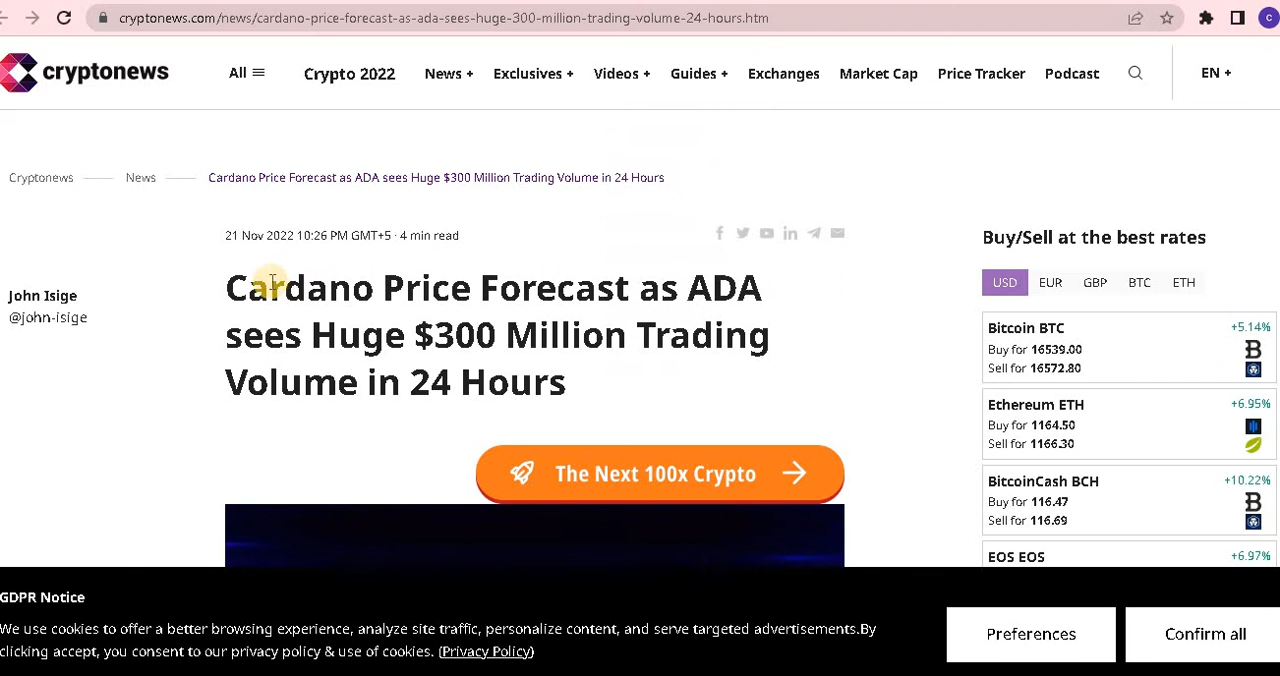 cryptonews.com/news/cardano-price-forecast-as-ada-sees-huge-300-million-trading-volume-24-hours.htm
C
cryptonews
All
Crypto 2022
News +
Exclusives +
Videos +
Guides +
Exchanges
Market Cap
Price Tracker
Podcast
EN +
Cryptonews
News
Cardano Price Forecast as ADA sees Huge $300 Million Trading Volume in 24 Hours
21 Nov 2022 10:26 PM GMT+5 · 4 min read
John Isige
@john-isige
Cardano Price Forecast as ADA
sees Huge $300 Million Trading
Volume in 24 Hours
The Next 100x Crypto
Buy/Sell at the best rates
USD
EUR
GBP
BTC
ETH
Bitcoin BTC
+5.14%
Buy for 16539.00
Sell for 16572.80
Ethereum ETH
+6.95%
Buy for 1164.50
Sell for 1166.30
BitcoinCash BCH
+10.22%
Buy for 116.47
Sell for 116.69
EOS EOS
+6.97%
GDPR Notice
We use cookies to offer a better browsing experience, analyze site traffic, personalize content, and serve targeted advertisements.By
clicking accept, you consent to our privacy policy & use of cookies. (Privacy Policy)
Preferences
Confirm all